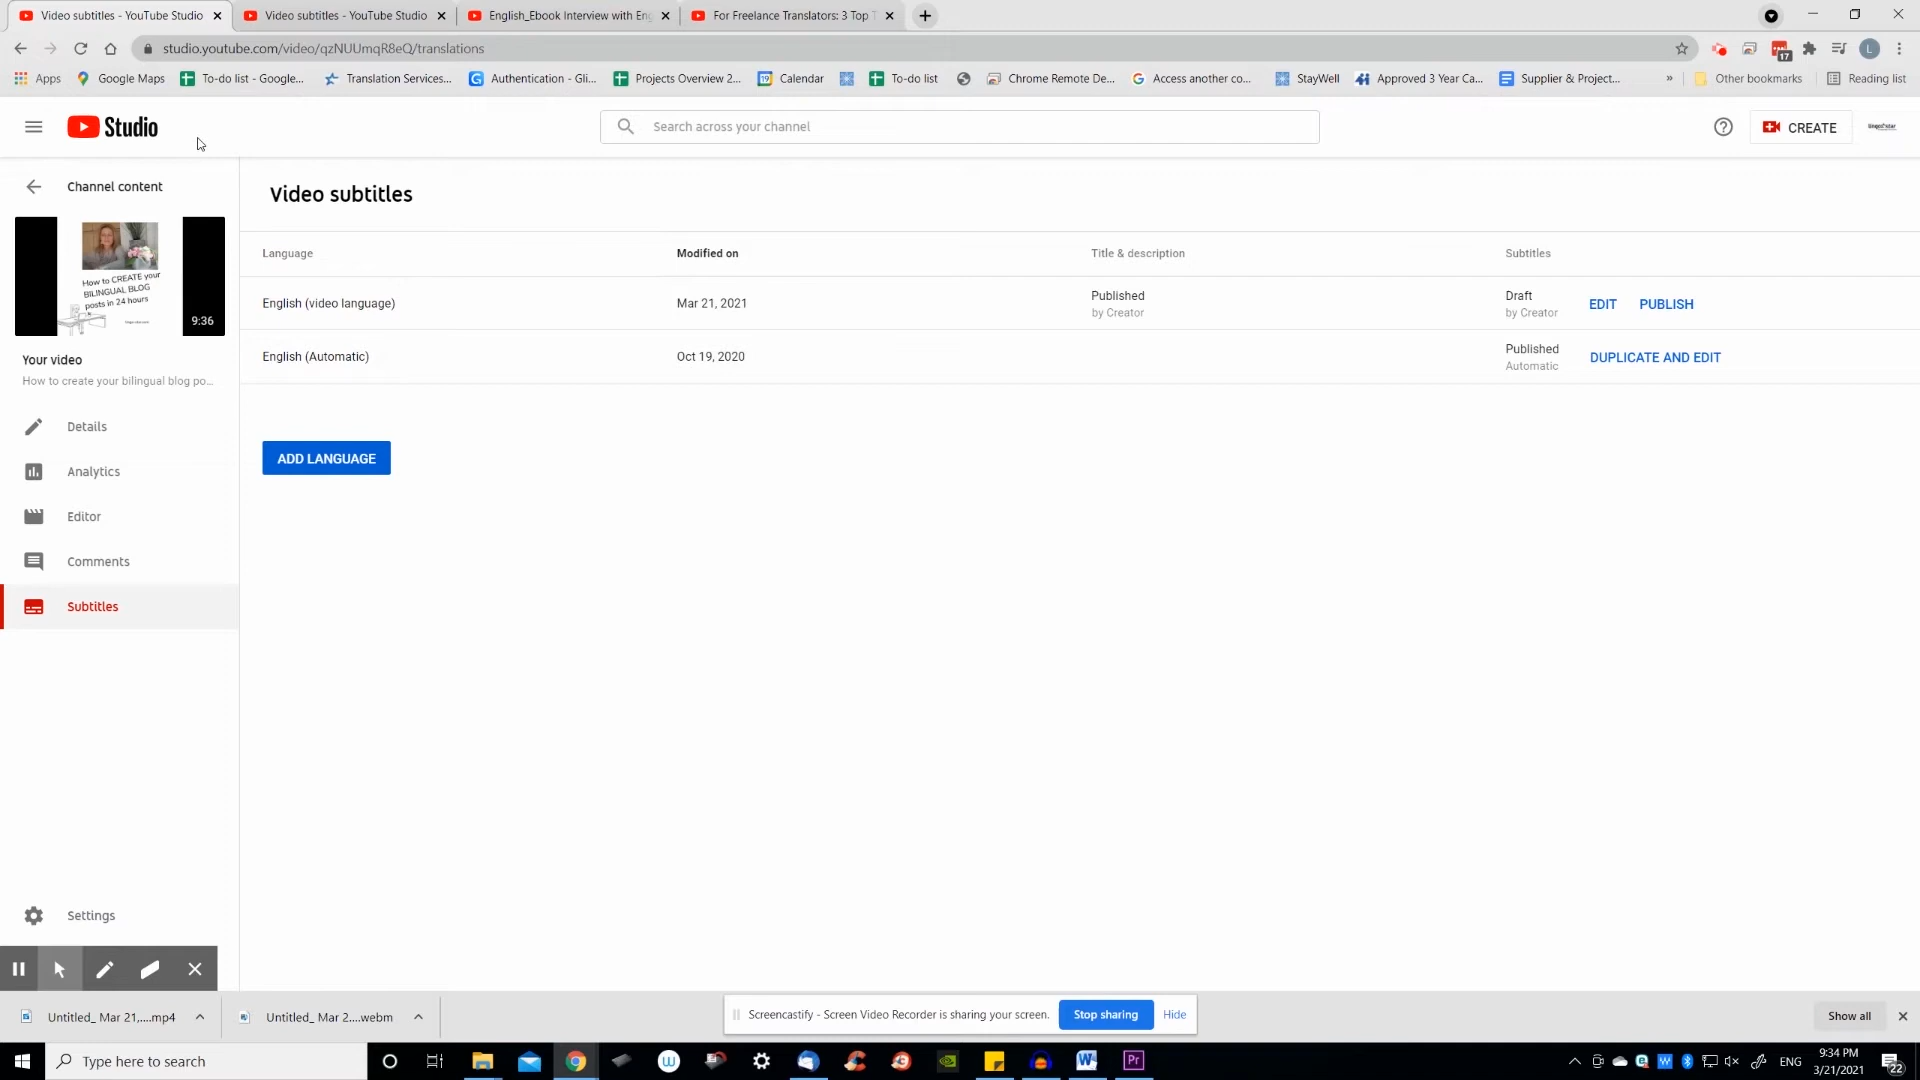 Video subtitles - YouTube Studio
Video subtitles - YouTube Studio
English_Ebook Interview with En
For Freelance Translators: 3 Top T
studio.youtube.com/video/qzNUUmqR8eQ/translations
17
L
Apps
Google Maps
To-do list - Google...
Translation Services...
Authentication - Gli...
Projects Overview 2...
Calendar
To-do list
Chrome Remote De...
Access another co...
StayWell
Approved 3 Year Ca...
Supplier & Project...
»
Other bookmarks
Reading list
Studio
Search across your channel
CREATE
Channel content
How to CREATE your
BILINGUAL BLOG
posts in 24 hours
9:36
Your video
How to create your bilingual blog po...
Details
Analytics
Editor
Comments
Subtitles
Settings
Video subtitles
Language
Modified on
Title & description
Subtitles
English (video language)
Mar 21, 2021
Published
by Creator
Draft
by Creator
EDIT
PUBLISH
English (Automatic)
Oct 19, 2020
Published
Automatic
DUPLICATE AND EDIT
ADD LANGUAGE
Untitled_ Mar 21,....mp4
Untitled_ Mar 2....webm
Screencastify - Screen Video Recorder is sharing your screen.
Stop sharing
Hide
Show all
Type here to search
ENG
9:34 PM
3/21/2021
22